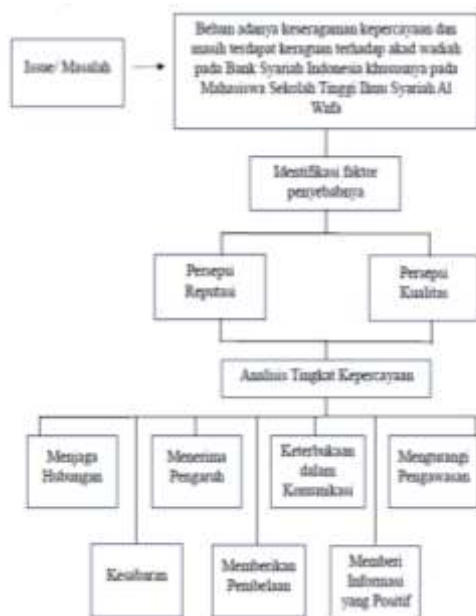 Issue/ Masalah
Belum adanya keseragaman kepercayaan dan
masih terdapat keraguan terhadap akad wadiah
pada Bank Syariah Indonesia khususnya pada
Mahasiswa Sekolah Tinggi Ilmu Syariah Al
Wafa
Identifikasi faktor
penyebabnya
Persepsi
Reputasi
Persepsi
Kualitas
Analisis Tingkat Kepercayaan
Menjaga
Hubungan
Menerima
Pengaruh
Keterbukaan
dalam
Komunikasi
Mengurangi
Pengawasan
Kesabaran
Memberikan
Pembelaan
Memberi
Informasi
yang Positif